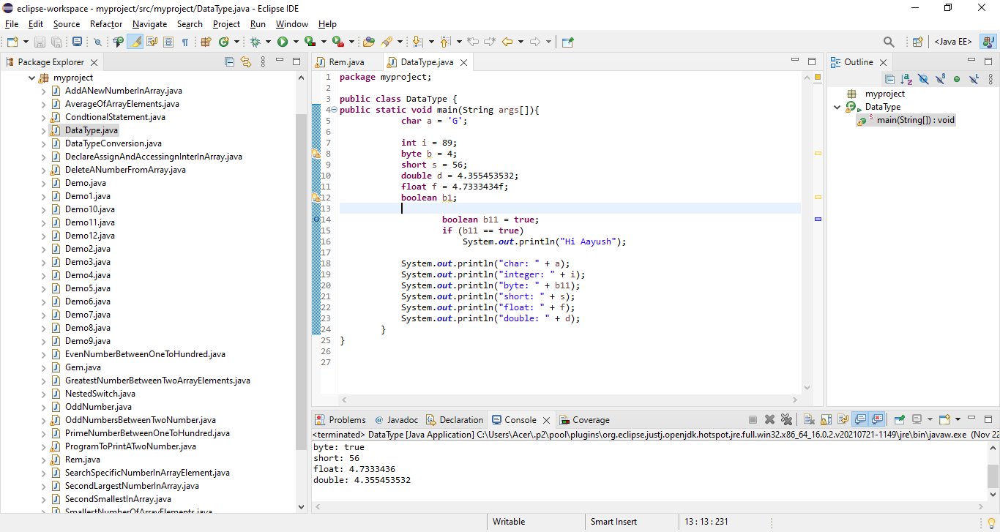 eclipse-workspace - myproject/src/myproject/DataType.java - Eclipse IDE
File Edit Source Refactor Navigate Search Project Run Window Help
<Java EE>
Package Explorer
myproject
AddANewNumberInArray.java
AverageOfArrayElements.java
CondtionalStatement.java
DataType.java
DataTypeConversion.java
DeclareAssignAndAccessingnInterInArray.java
DeleteANumberFromArray.java
Demo.java
Demo1.java
Demo10.java
Demo11.java
Demo12.java
Demo2.java
Demo3.java
Demo4.java
Demo5.java
Demo6.java
Demo7.java
Demo8.java
Demo9.java
EvenNumberBetweenOneToHundred.java
Gem.java
GreatestNumberBetweenTwoArrayElements.java
NestedSwitch.java
OddNumber.java
OddNumbersBetweenTwoNumber.java
PrimeNumberBetweenOneToHundred.java
ProgramToPrintATwoNumber.java
Rem.java
SearchSpecificNumberInArrayElement.java
SecondLargestNumberInArray.java
SecondSmallestInArray.java
SmallestNumberOfArrayElements.java
Rem.java DataType.java
1 package myproject;
2
3 public class DataType {
4 public static void main(String args[]){
5 char a = 'G';
6
7 int i = 89;
8 byte b = 4;
9 short s = 56;
10 double d = 4.355453532;
11 float f = 4.7333434f;
12 boolean b1;
13
14 boolean b11 = true;
15 if (b11 == true)
16 System.out.println("Hi Aayush");
17
18 System.out.println("char: " + a);
19 System.out.println("integer: " + i);
20 System.out.println("byte: " + b11);
21 System.out.println("short: " + s);
22 System.out.println("float: " + f);
23 System.out.println("double: " + d);
24 }
25 }
26
27
Outline
myproject
DataType
main(String[]) : void
Problems @ Javadoc Declaration Console Coverage
<terminated> DataType [Java Application] C:\Users\Acer\.p2\pool\plugins\org.eclipse.justj.openjdk.hotspot.jre.full.win32.x86_64_16.0.2.v20210721-1149\jre\bin\javaw.exe (Nov 22
byte: true
short: 56
float: 4.7333436
double: 4.355453532
Writable Smart Insert 13 : 13 : 231